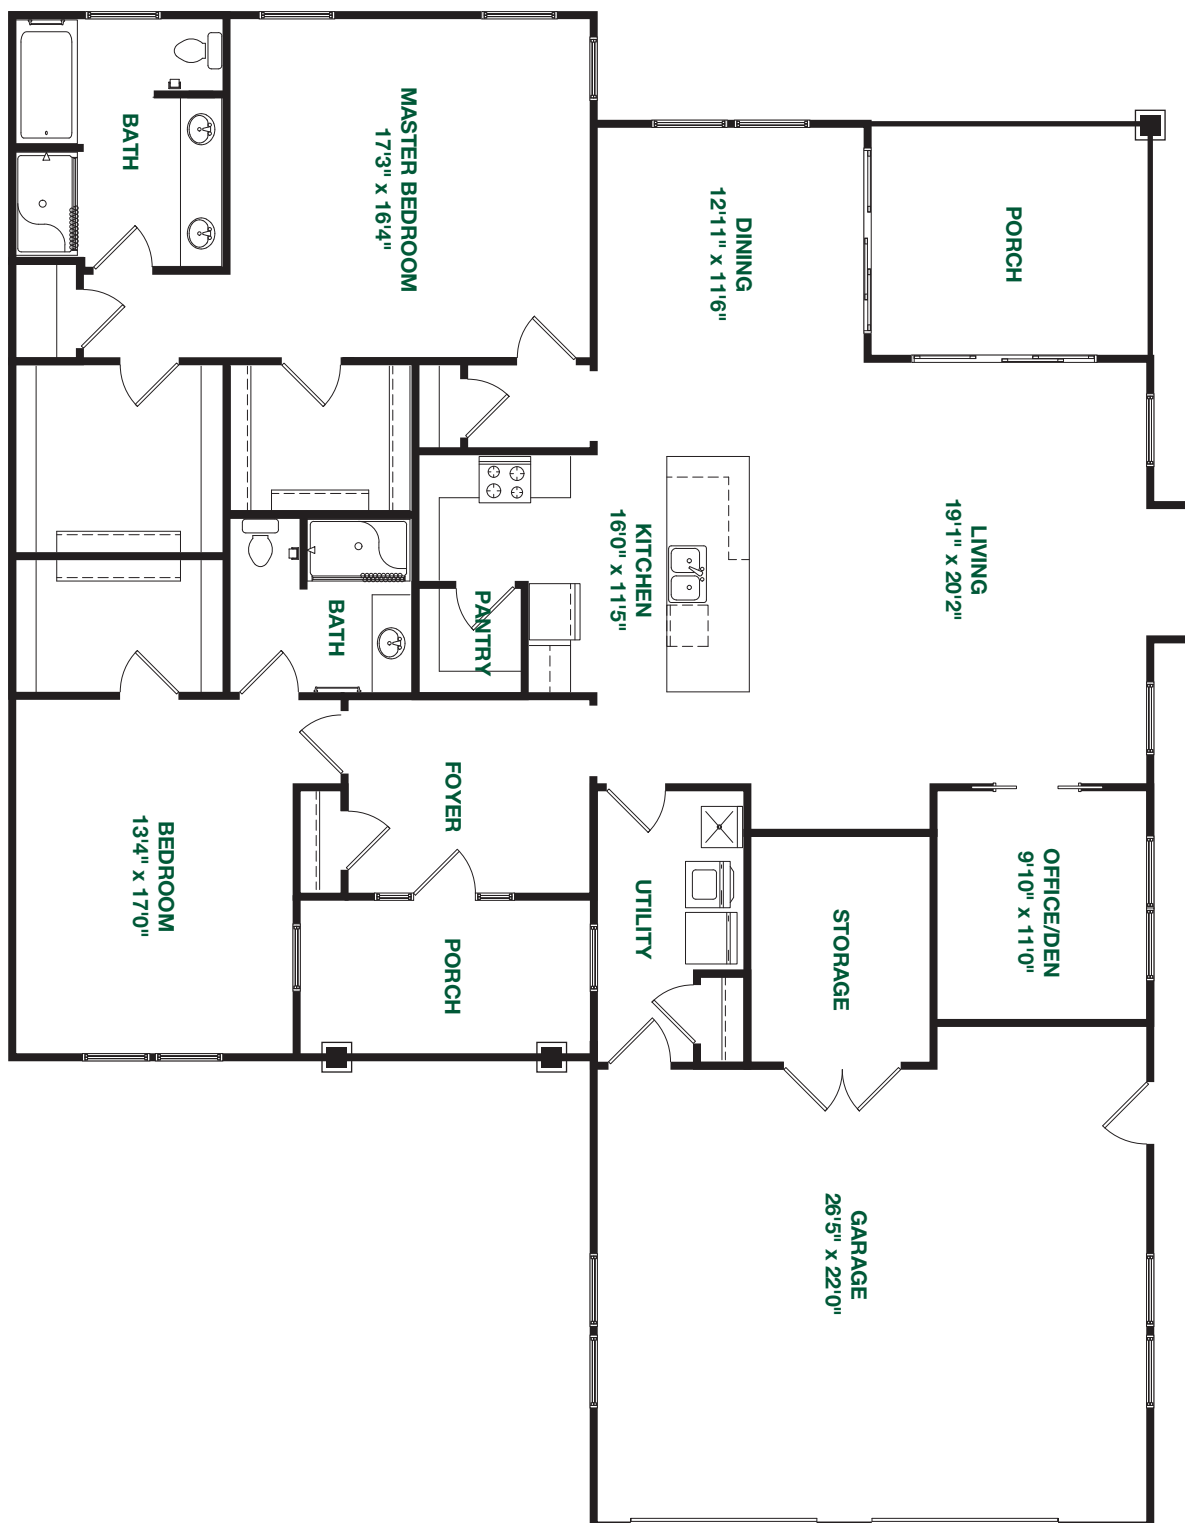 BATH
MASTER BEDROOM
17'3" x 16'4"
DINING
12'11" x 11'6"
PORCH
KITCHEN
16'0" x 11'5"
LIVING
19'1" x 20'2"
BATH
PANTRY
FOYER
BEDROOM
13'4" x 17'0"
PORCH
UTILITY
STORAGE
OFFICE/DEN
9'10" x 11'0"
GARAGE
26'5" x 22'0"